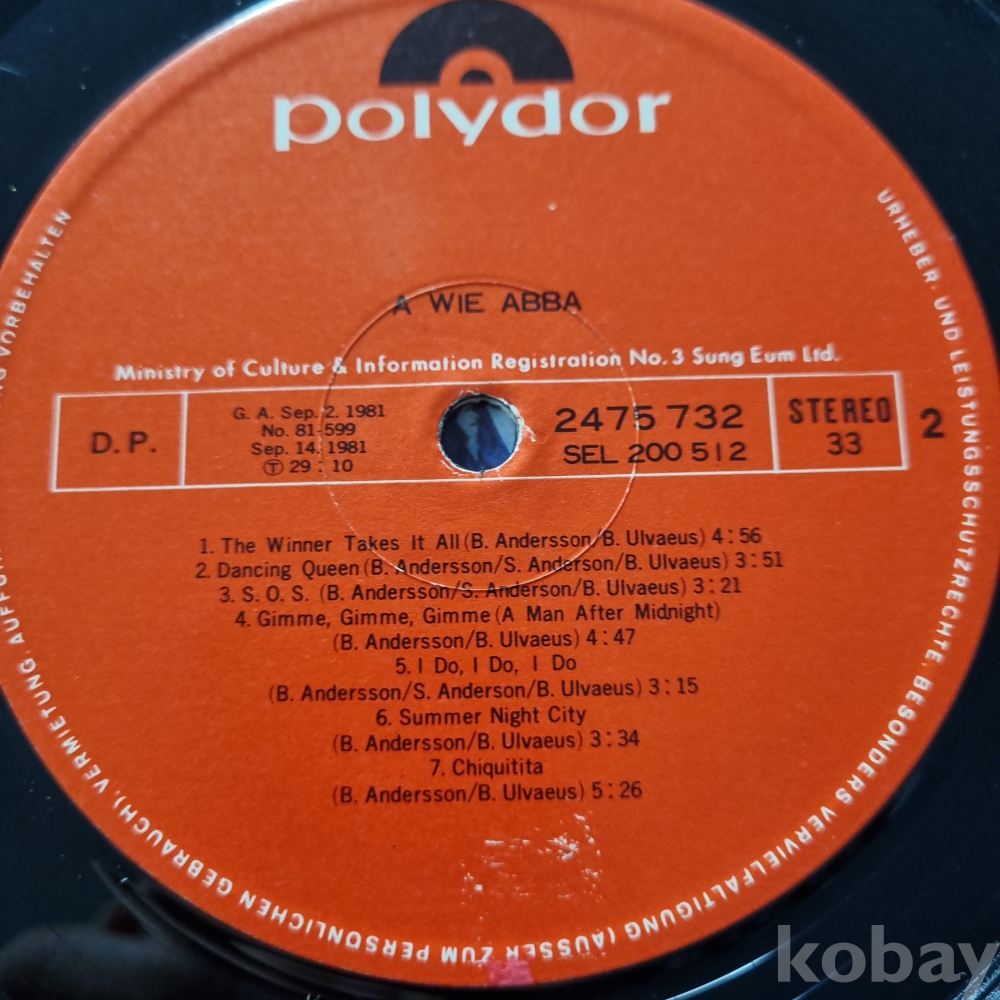 polydor
A WIE ABBA
Ministry of Culture & Information Registration No. 3 Sung Eum Ltd.
D.P.
G. A. Sep. 2. 1981
No. 81-599
Sep. 14. 1981
Ⓣ 29 : 10
2475 732
SEL 200 512
STEREO
33
2
1. The Winner Takes It All (B. Andersson/B. Ulvaeus) 4:56
2. Dancing Queen (B. Andersson/S. Anderson/B. Ulvaeus) 3:51
3. S. O. S. (B. Andersson/S. Anderson/B. Ulvaeus) 3:21
4. Gimme, Gimme, Gimme (A Man After Midnight)
(B. Andersson/B. Ulvaeus) 4:47
5. I Do, I Do, I Do
(B. Andersson/S. Anderson/B. Ulvaeus) 3:15
6. Summer Night City
(B. Andersson/B. Ulvaeus) 3:34
7. Chiquitita
(B. Andersson/B. Ulvaeus) 5:26
URHEBER- UND LEISTUNGSSCHUTZRECHTE, BESONDERS VERVIELFÄLTIGUNG (AUSSER ZUM PERSÖNLICHEN GEBRAUCH), VERMIETUNG, VORBEHALTEN
kobay